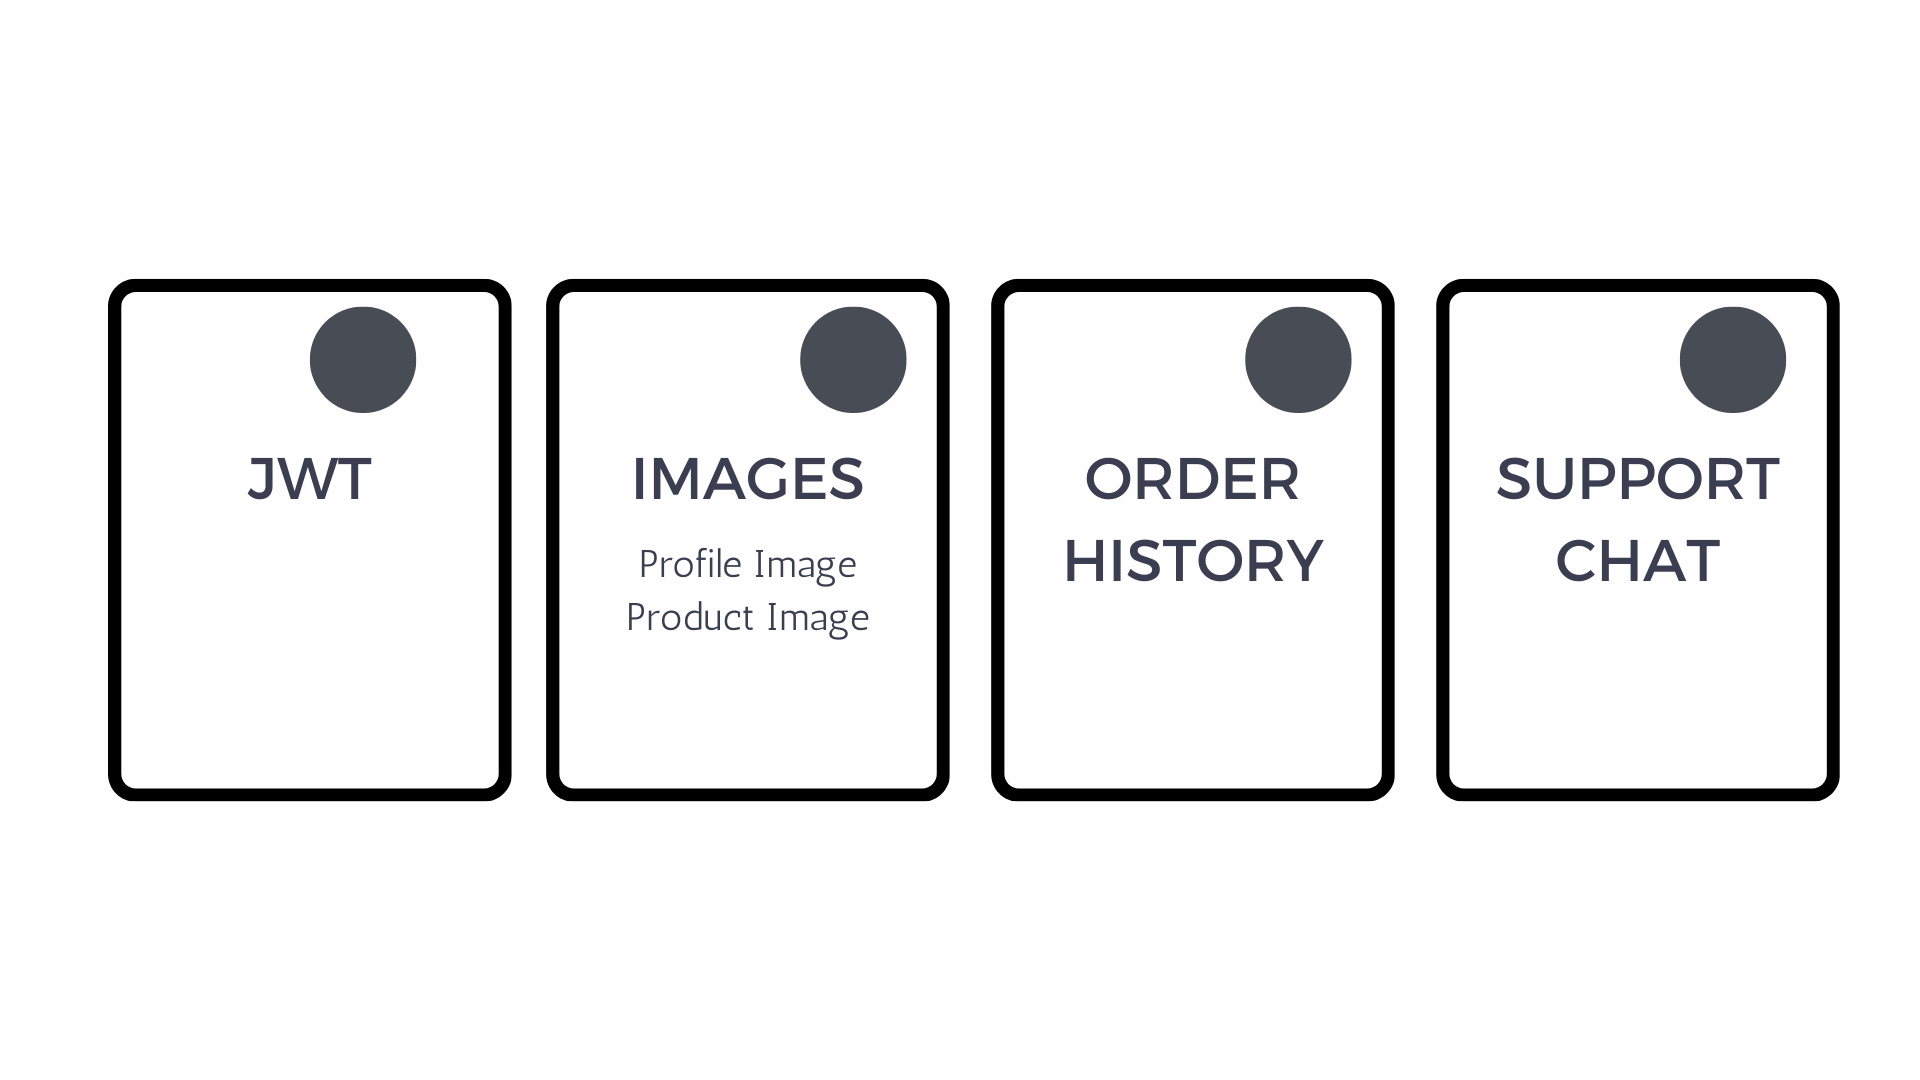 JWT
IMAGES
Profile Image
Product Image
ORDER
HISTORY
SUPPORT
CHAT